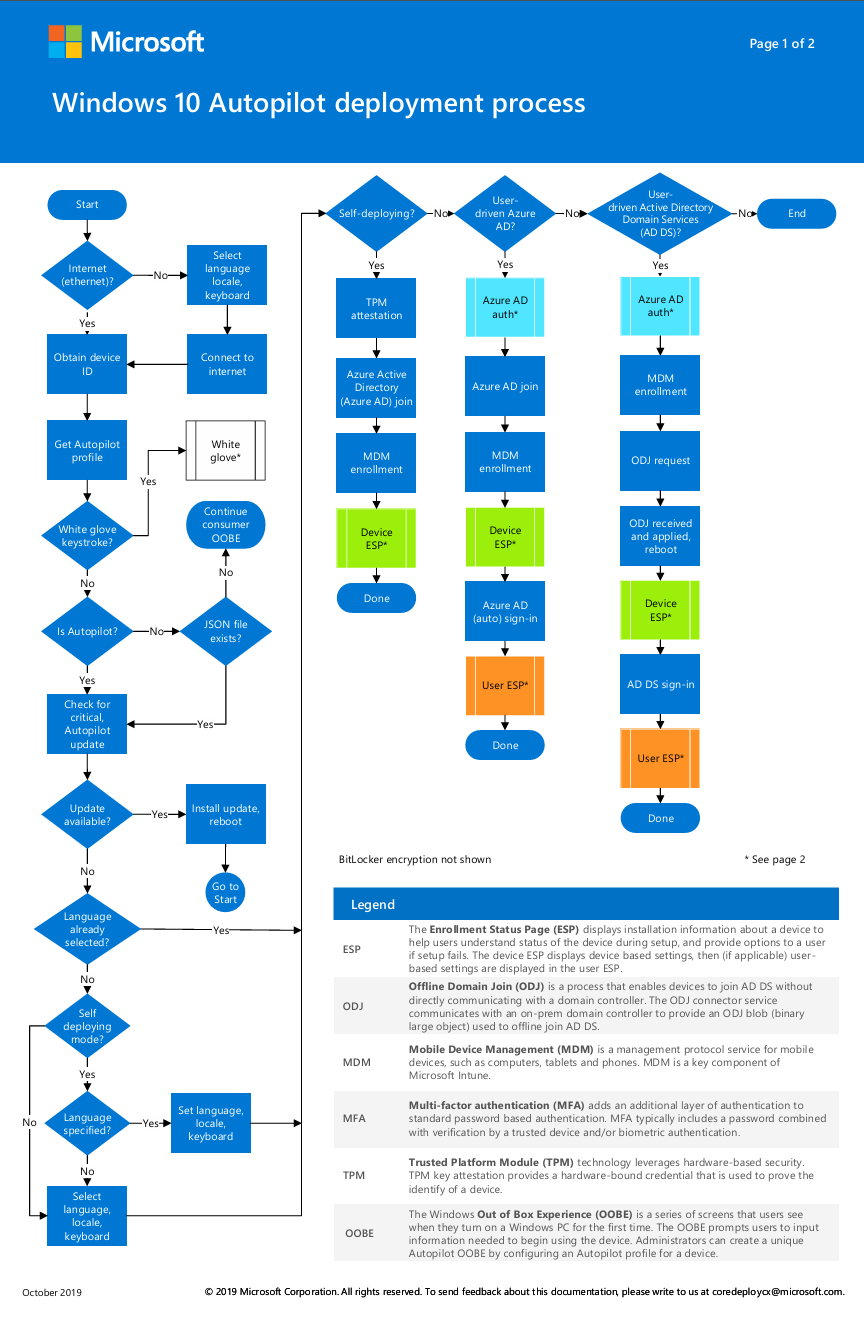 Microsoft
Page 1 of 2
Windows 10 Autopilot deployment process
Start
Internet
(ethernet)?
No
Select
language
locale,
keyboard
Yes
Obtain device
ID
Connect to
internet
Get Autopilot
profile
White
glove*
Yes
White glove
keystroke?
Continue
consumer
OOBE
No
No
Is Autopilot?
No
JSON file
exists?
Yes
Check for
critical,
Autopilot
update
Yes
Update
available?
Yes
Install update,
reboot
No
Go to
Start
Language
already
selected?
Yes
No
Self
deploying
mode?
Yes
No
Language
specified?
Yes
Set language,
locale,
keyboard
No
Select
language,
locale,
keyboard
Self-deploying?
No
User-
driven Azure
AD?
No
User-
driven Active Directory
Domain Services
(AD DS)?
No
End
Yes
TPM
attestation
Azure Active
Directory
(Azure AD) join
MDM
enrollment
Device
ESP*
Done
Yes
Azure AD
auth*
Azure AD join
MDM
enrollment
Device
ESP*
Azure AD
(auto) sign-in
User ESP*
Done
Yes
Azure AD
auth*
MDM
enrollment
ODJ request
ODJ received
and applied,
reboot
Device
ESP*
AD DS sign-in
User ESP*
Done
BitLocker encryption not shown
* See page 2
Legend
ESP
The Enrollment Status Page (ESP) displays installation information about a device to
help users understand status of the device during setup, and provide options to a user
if setup fails. The device ESP displays device based settings, then (if applicable) user-
based settings are displayed in the user ESP.
ODJ
Offline Domain Join (ODJ) is a process that enables devices to join AD DS without
directly communicating with a domain controller. The ODJ connector service
communicates with an on-prem domain controller to provide an ODJ blob (binary
large object) used to offline join AD DS.
MDM
Mobile Device Management (MDM) is a management protocol service for mobile
devices, such as computers, tablets and phones. MDM is a key component of
Microsoft Intune.
MFA
Multi-factor authentication (MFA) adds an additional layer of authentication to
standard password based authentication. MFA typically includes a password combined
with verification by a trusted device and/or biometric authentication.
TPM
Trusted Platform Module (TPM) technology leverages hardware-based security.
TPM key attestation provides a hardware-bound credential that is used to prove the
identity of a device.
OOBE
The Windows Out of Box Experience (OOBE) is a series of screens that users see
when they turn on a Windows PC for the first time. The OOBE prompts users to input
information needed to begin using the device. Administrators can create a unique
Autopilot OOBE by configuring an Autopilot profile for a device.
October 2019
© 2019 Microsoft Corporation. All rights reserved. To send feedback about this documentation, please write to us at coredeploycx@microsoft.com.